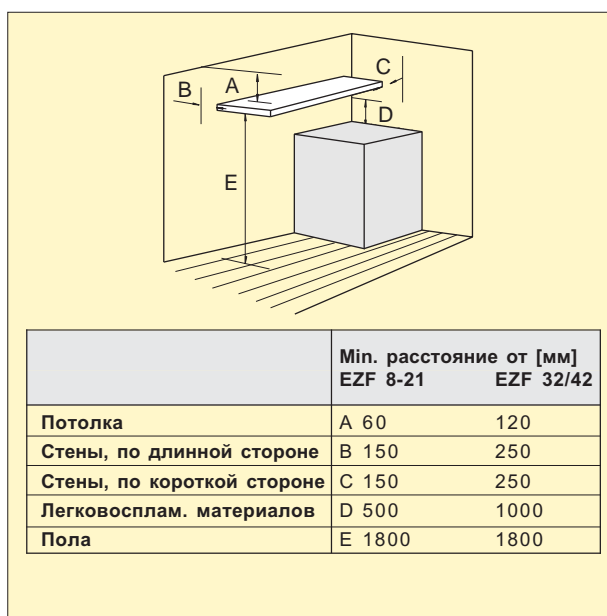 C
A
B
D
E
Min. расстояние от [мм]
EZF 8-21 EZF 32/42
Потолка A 60 120
Стены, по длинной стороне B 150 250
Стены, по короткой стороне C 150 250
Легковосплам. материалов D 500 1000
Пола E 1800 1800